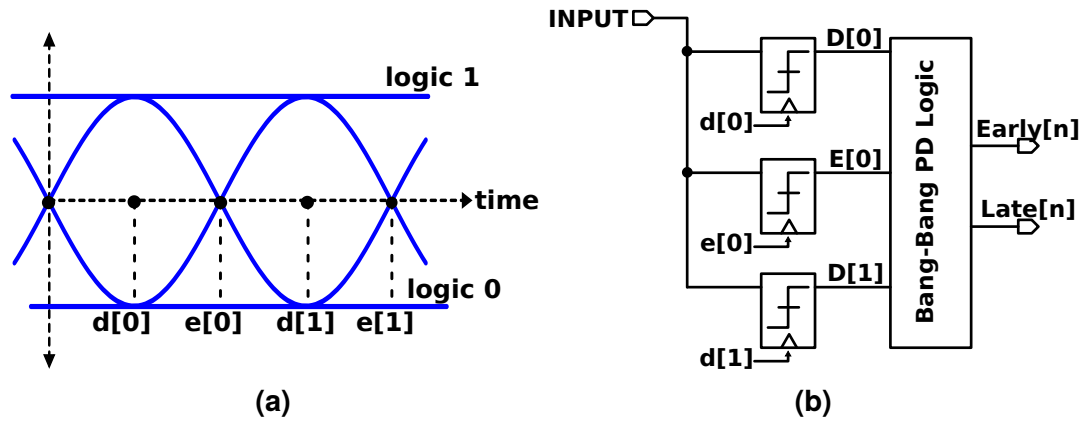 logic 1
time
logic 0
d[0] e[0] d[1] e[1]
(a)
INPUT
D[0]
d[0]
E[0]
e[0]
D[1]
d[1]
Bang-Bang PD Logic
Early[n]
Late[n]
(b)